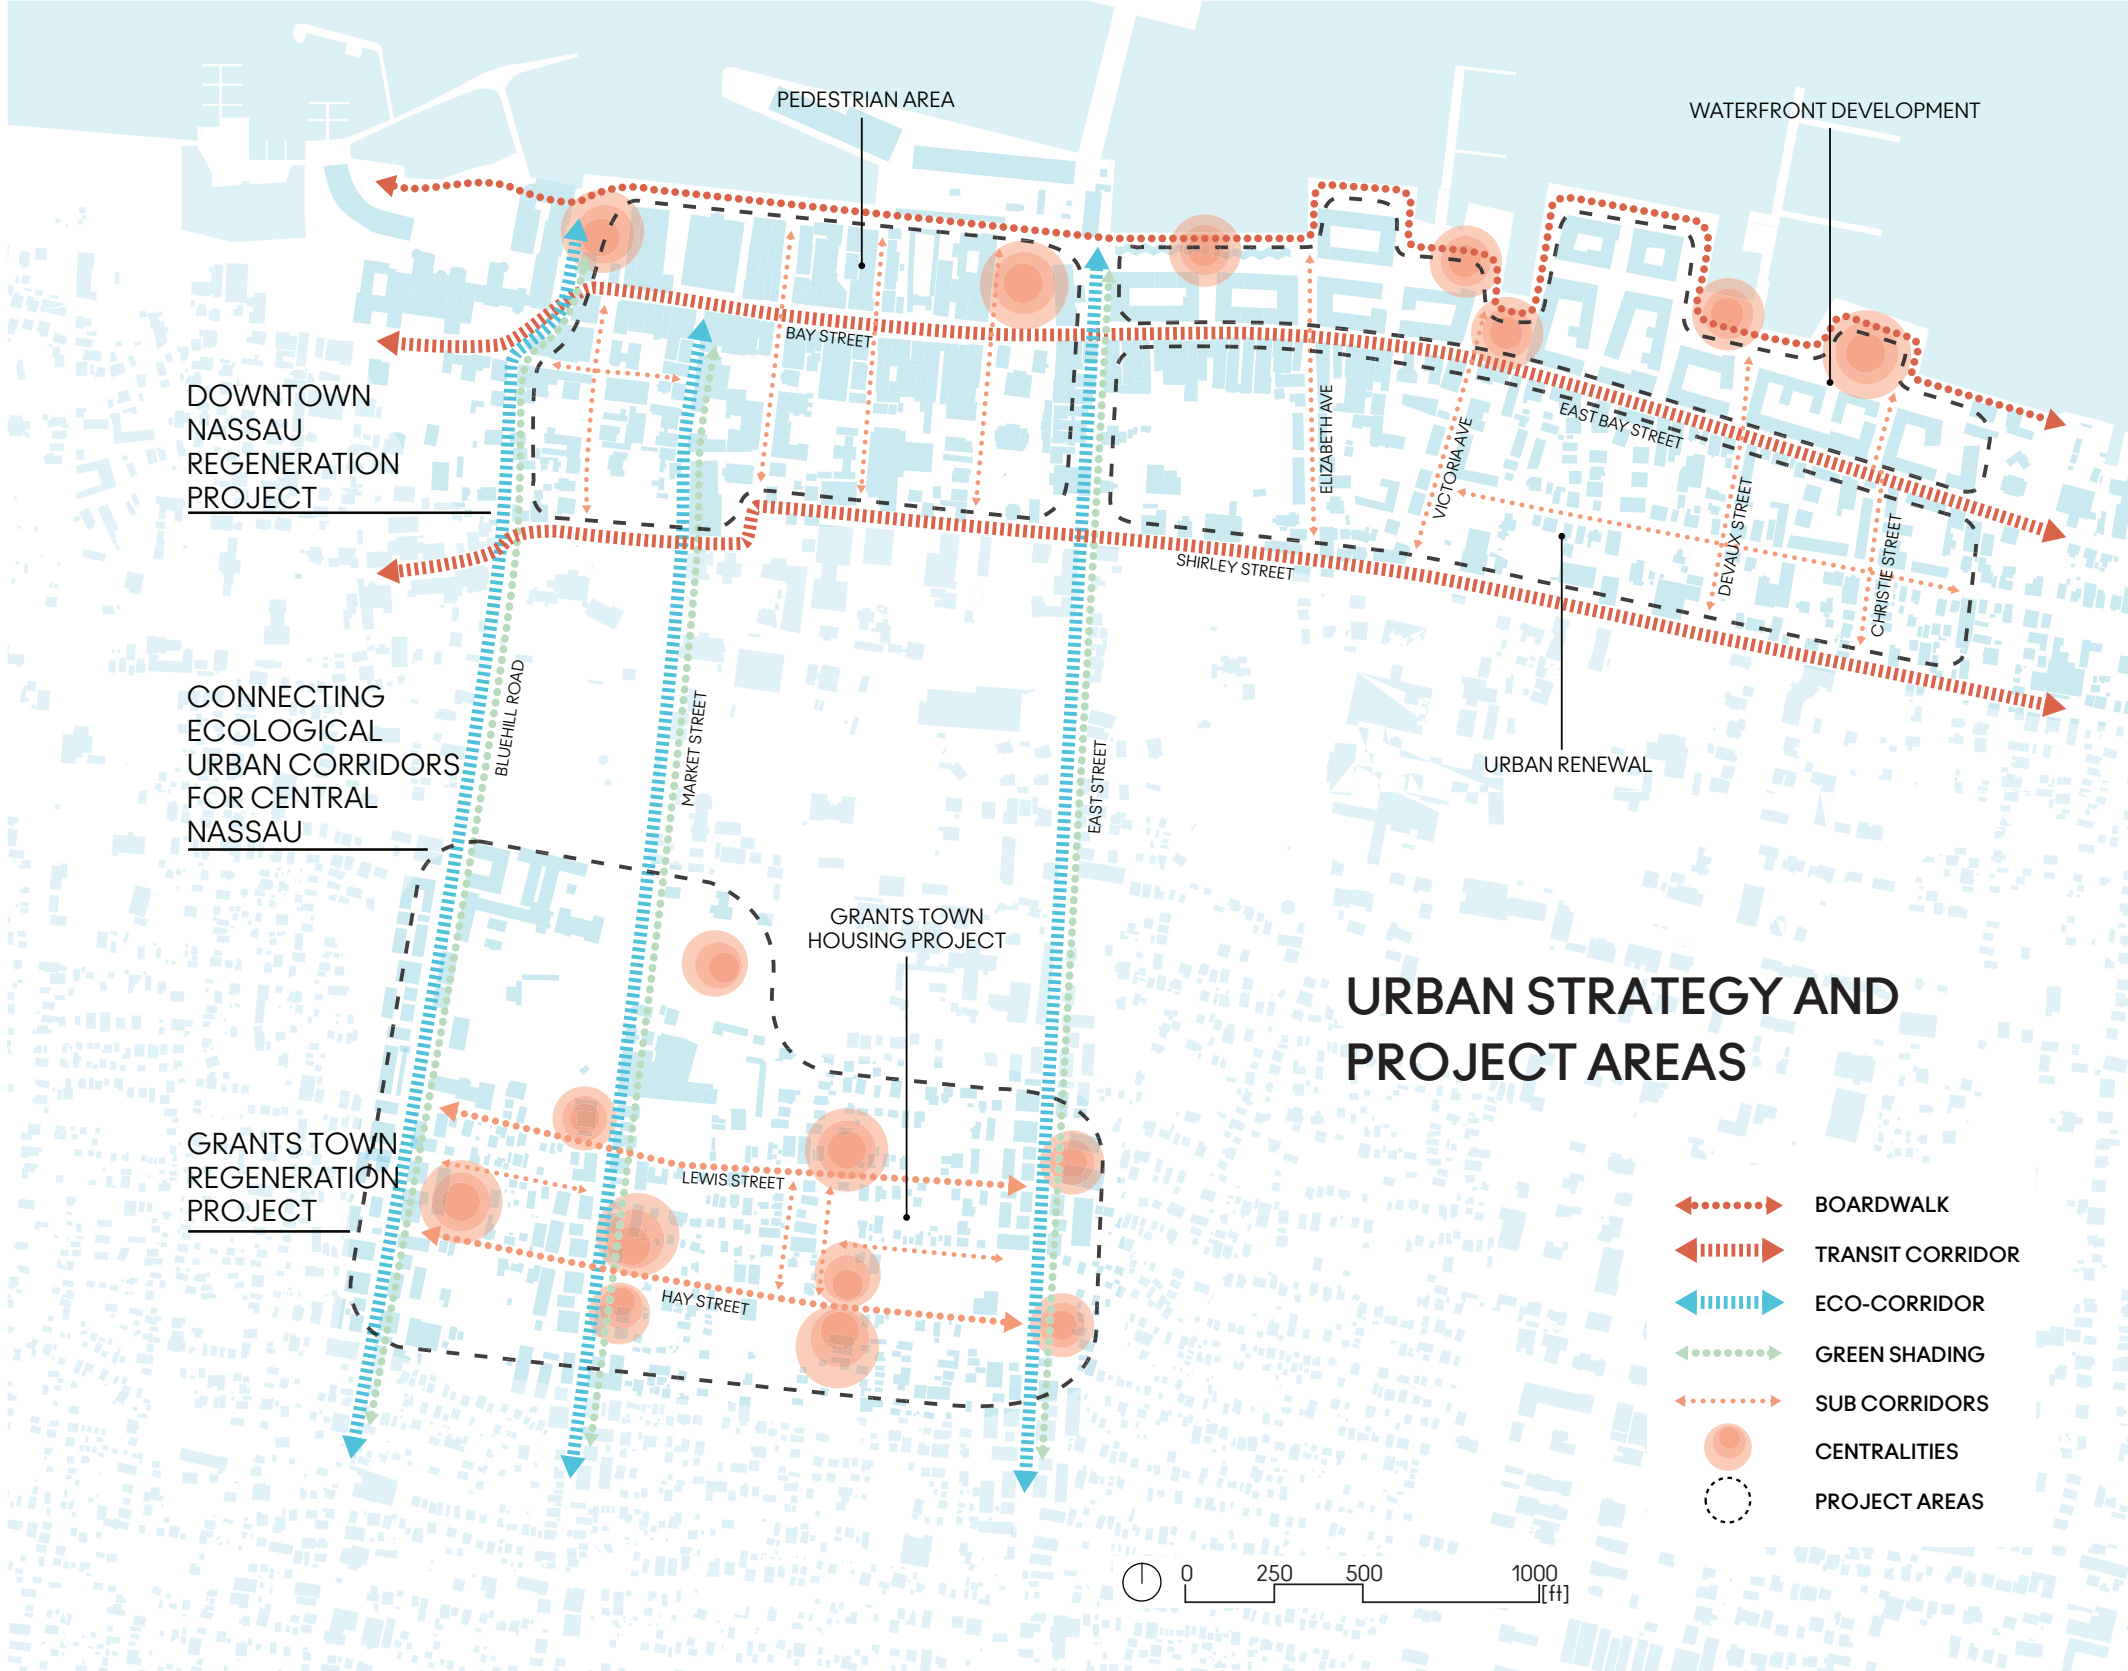 PEDESTRIAN AREA
WATERFRONT DEVELOPMENT
BAY STREET
DOWNTOWN
NASSAU
REGENERATION
PROJECT
ELIZABETH AVE
VICTORIA AVE
EAST BAY STREET
DEVAUX STREET
CHRISTIE STREET
SHIRLEY STREET
URBAN RENEWAL
CONNECTING
ECOLOGICAL
URBAN CORRIDORS
FOR CENTRAL
NASSAU
BLUEHILL ROAD
MARKET STREET
EAST STREET
GRANTS TOWN
HOUSING PROJECT
URBAN STRATEGY AND
PROJECT AREAS
GRANTS TOWN
REGENERATION
PROJECT
LEWIS STREET
HAY STREET
BOARDWALK
TRANSIT CORRIDOR
ECO-CORRIDOR
GREEN SHADING
SUB CORRIDORS
CENTRALITIES
PROJECT AREAS
0 250 500 1000
[ft]